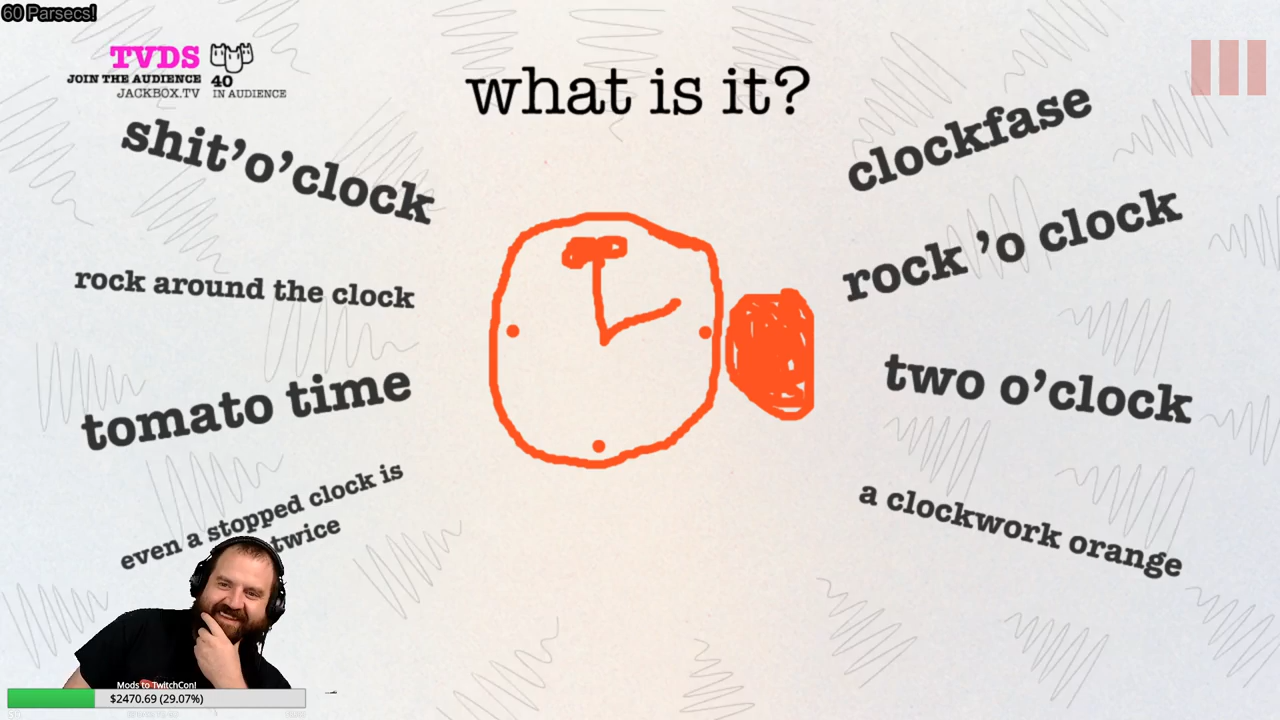 60 Parsecs!
TVDS
JOIN THE AUDIENCE
JACKBOX.TV
40
IN AUDIENCE
what is it?
shit'o'clock
rock around the clock
tomato time
even a stopped clock is
twice
clockfase
rock 'o clock
two o'clock
a clockwork orange
Mods to TwitchCon!
$2470.69 (29.07%)